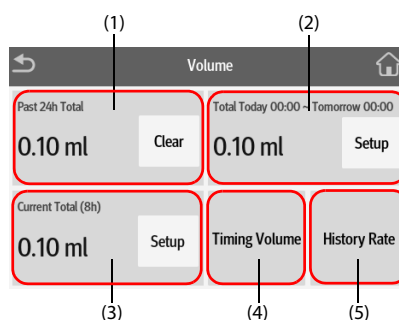 (1)
(2)
Volume
Past 24h Total
0.10 ml
Clear
Total Today 00:00 ~ Tomorrow 00:00
0.10 ml
Setup
Current Total (8h)
0.10 ml
Setup
Timing Volume
History Rate
(3)
(4)
(5)